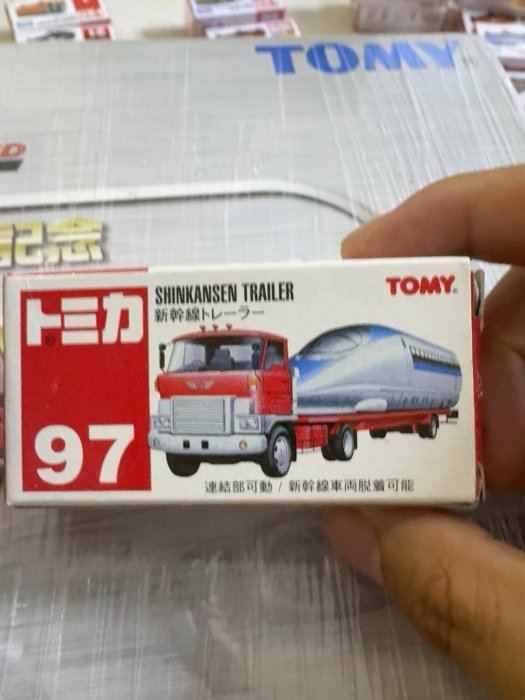 TOMY
記念
トミカ
97
SHINKANSEN TRAILER
新幹線トレーラー
TOMY
連結部可動 / 新幹線車両脱着可能